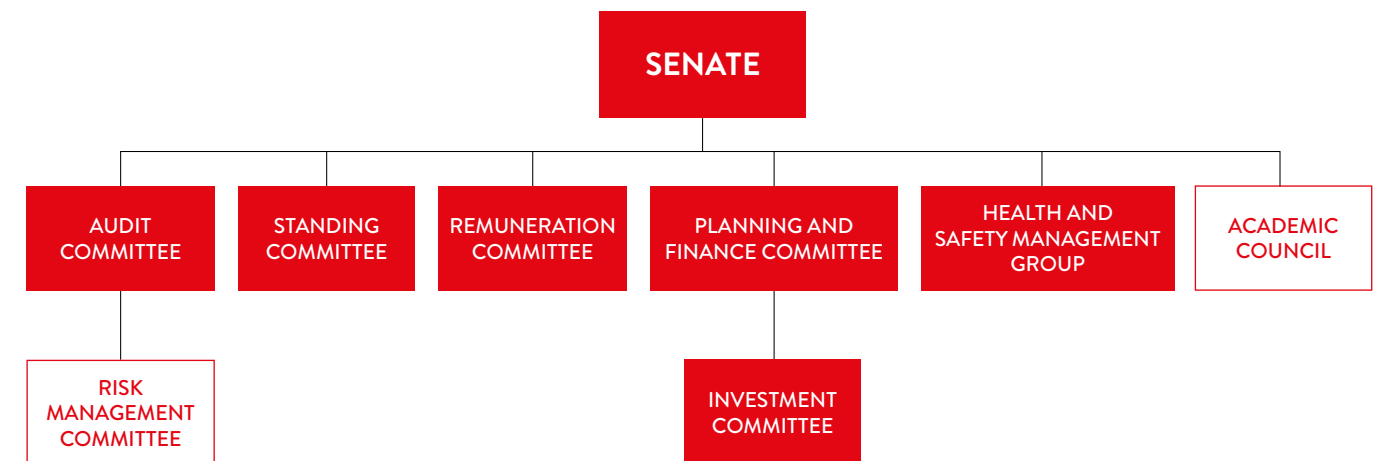 SENATE
AUDIT
COMMITTEE
STANDING
COMMITTEE
REMUNERATION
COMMITTEE
PLANNING AND
FINANCE COMMITTEE
HEALTH AND
SAFETY MANAGEMENT
GROUP
ACADEMIC
COUNCIL
RISK
MANAGEMENT
COMMITTEE
INVESTMENT
COMMITTEE